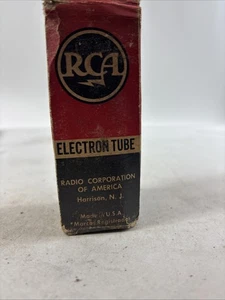 RCA
ELECTRON TUBE
RADIO CORPORATION
OF AMERICA
Harrison, N. J.
Made in U.S.A.